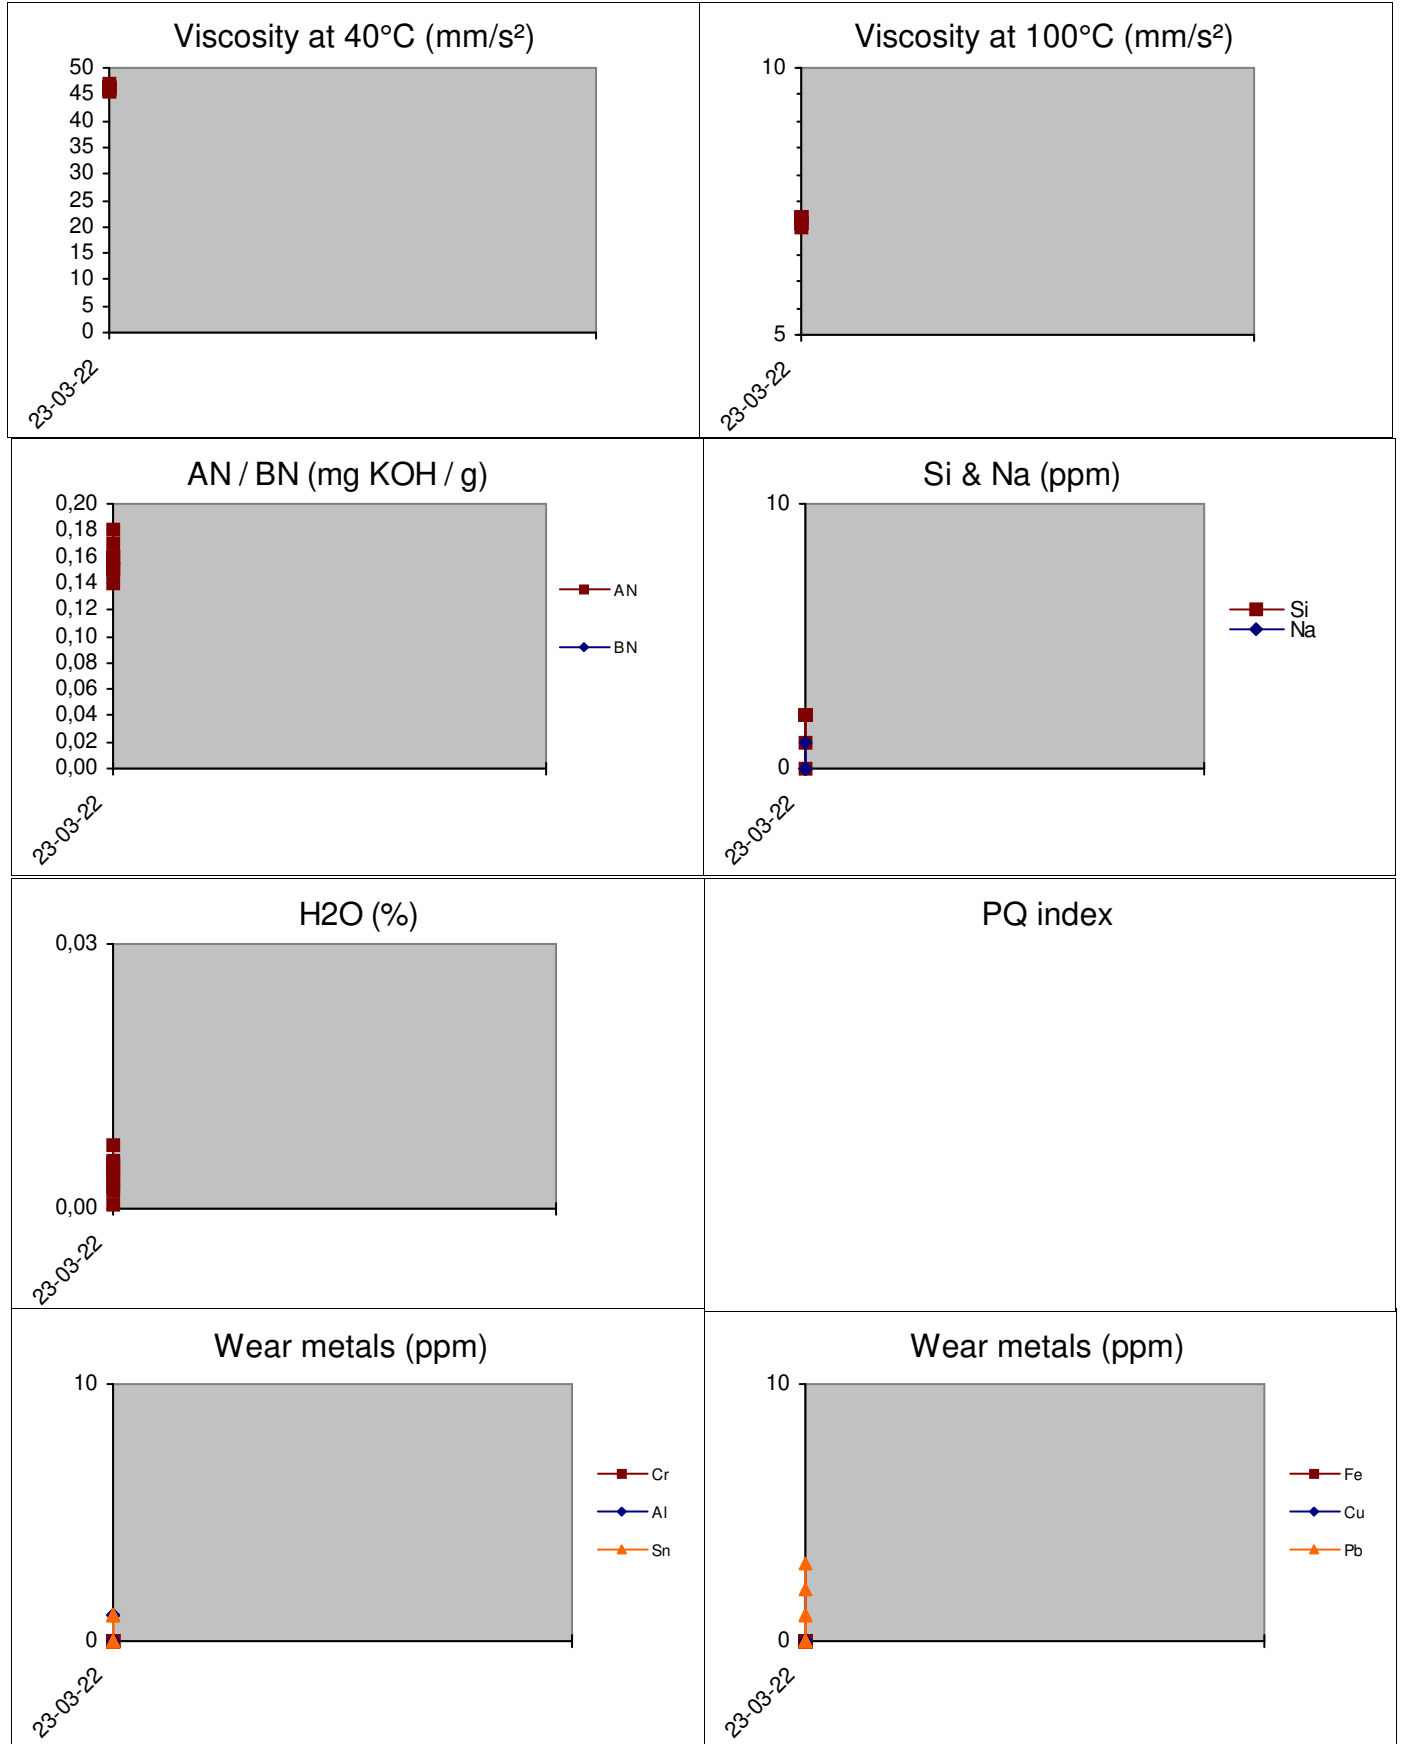 Viscosity at 40°C (mm/s²)
50
45
40
35
30
25
20
15
10
5
0
23-03-22
Viscosity at 100°C (mm/s²)
10
5
23-03-22
AN / BN (mg KOH / g)
0,20
0,18
0,16
0,14
0,12
0,10
0,08
0,06
0,04
0,02
0,00
23-03-22
AN
BN
Si & Na (ppm)
10
0
23-03-22
Si
Na
H2O (%)
0,03
0,00
23-03-22
PQ index
Wear metals (ppm)
10
0
23-03-22
Cr
Al
Sn
Wear metals (ppm)
10
0
23-03-22
Fe
Cu
Pb